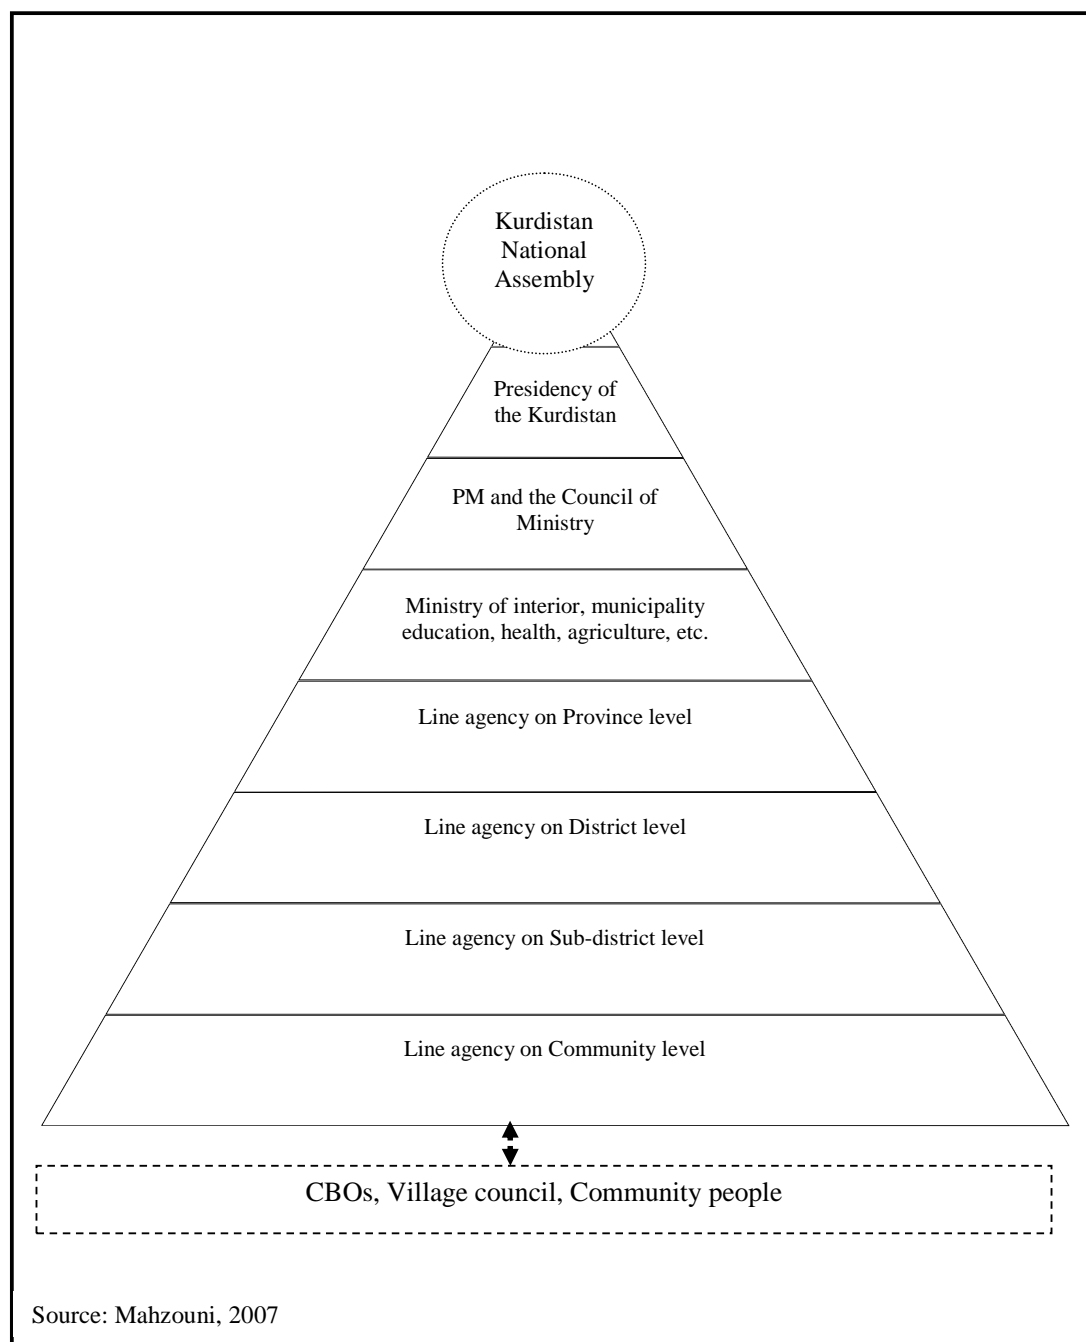 Kurdistan
National
Assembly
Presidency of
the Kurdistan
PM and the Council of
Ministry
Ministry of interior, municipality
education, health, agriculture, etc.
Line agency on Province level
Line agency on District level
Line agency on Sub-district level
Line agency on Community level
CBOs, Village council, Community people
Source: Mahzouni, 2007